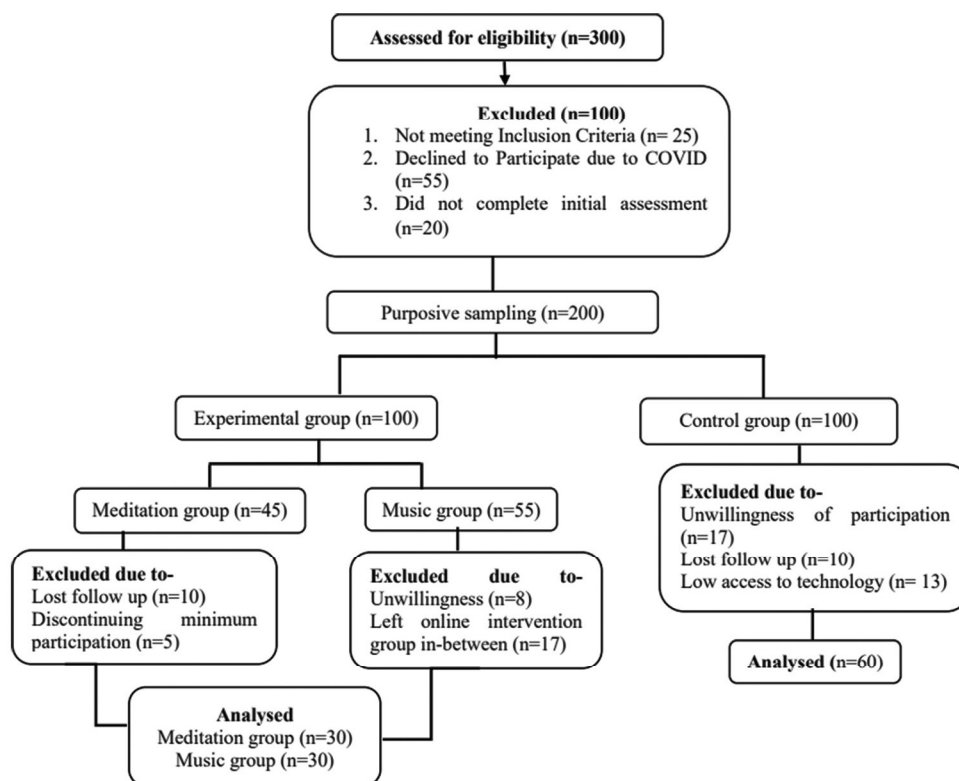 Assessed for eligibility (n=300)
Excluded (n=100)
1. Not meeting Inclusion Criteria (n= 25)
2. Declined to Participate due to COVID
(n=55)
3. Did not complete initial assessment
(n=20)
Purposive sampling (n=200)
Experimental group (n=100)
Control group (n=100)
Meditation group (n=45)
Music group (n=55)
Excluded due to-
Unwillingness of participation
(n=17)
Lost follow up (n=10)
Low access to technology (n= 13)
Excluded due to-
Lost follow up (n=10)
Discontinuing minimum
participation (n=5)
Excluded due to-
Unwillingness (n=8)
Left online intervention
group in-between (n=17)
Analysed (n=60)
Analysed
Meditation group (n=30)
Music group (n=30)